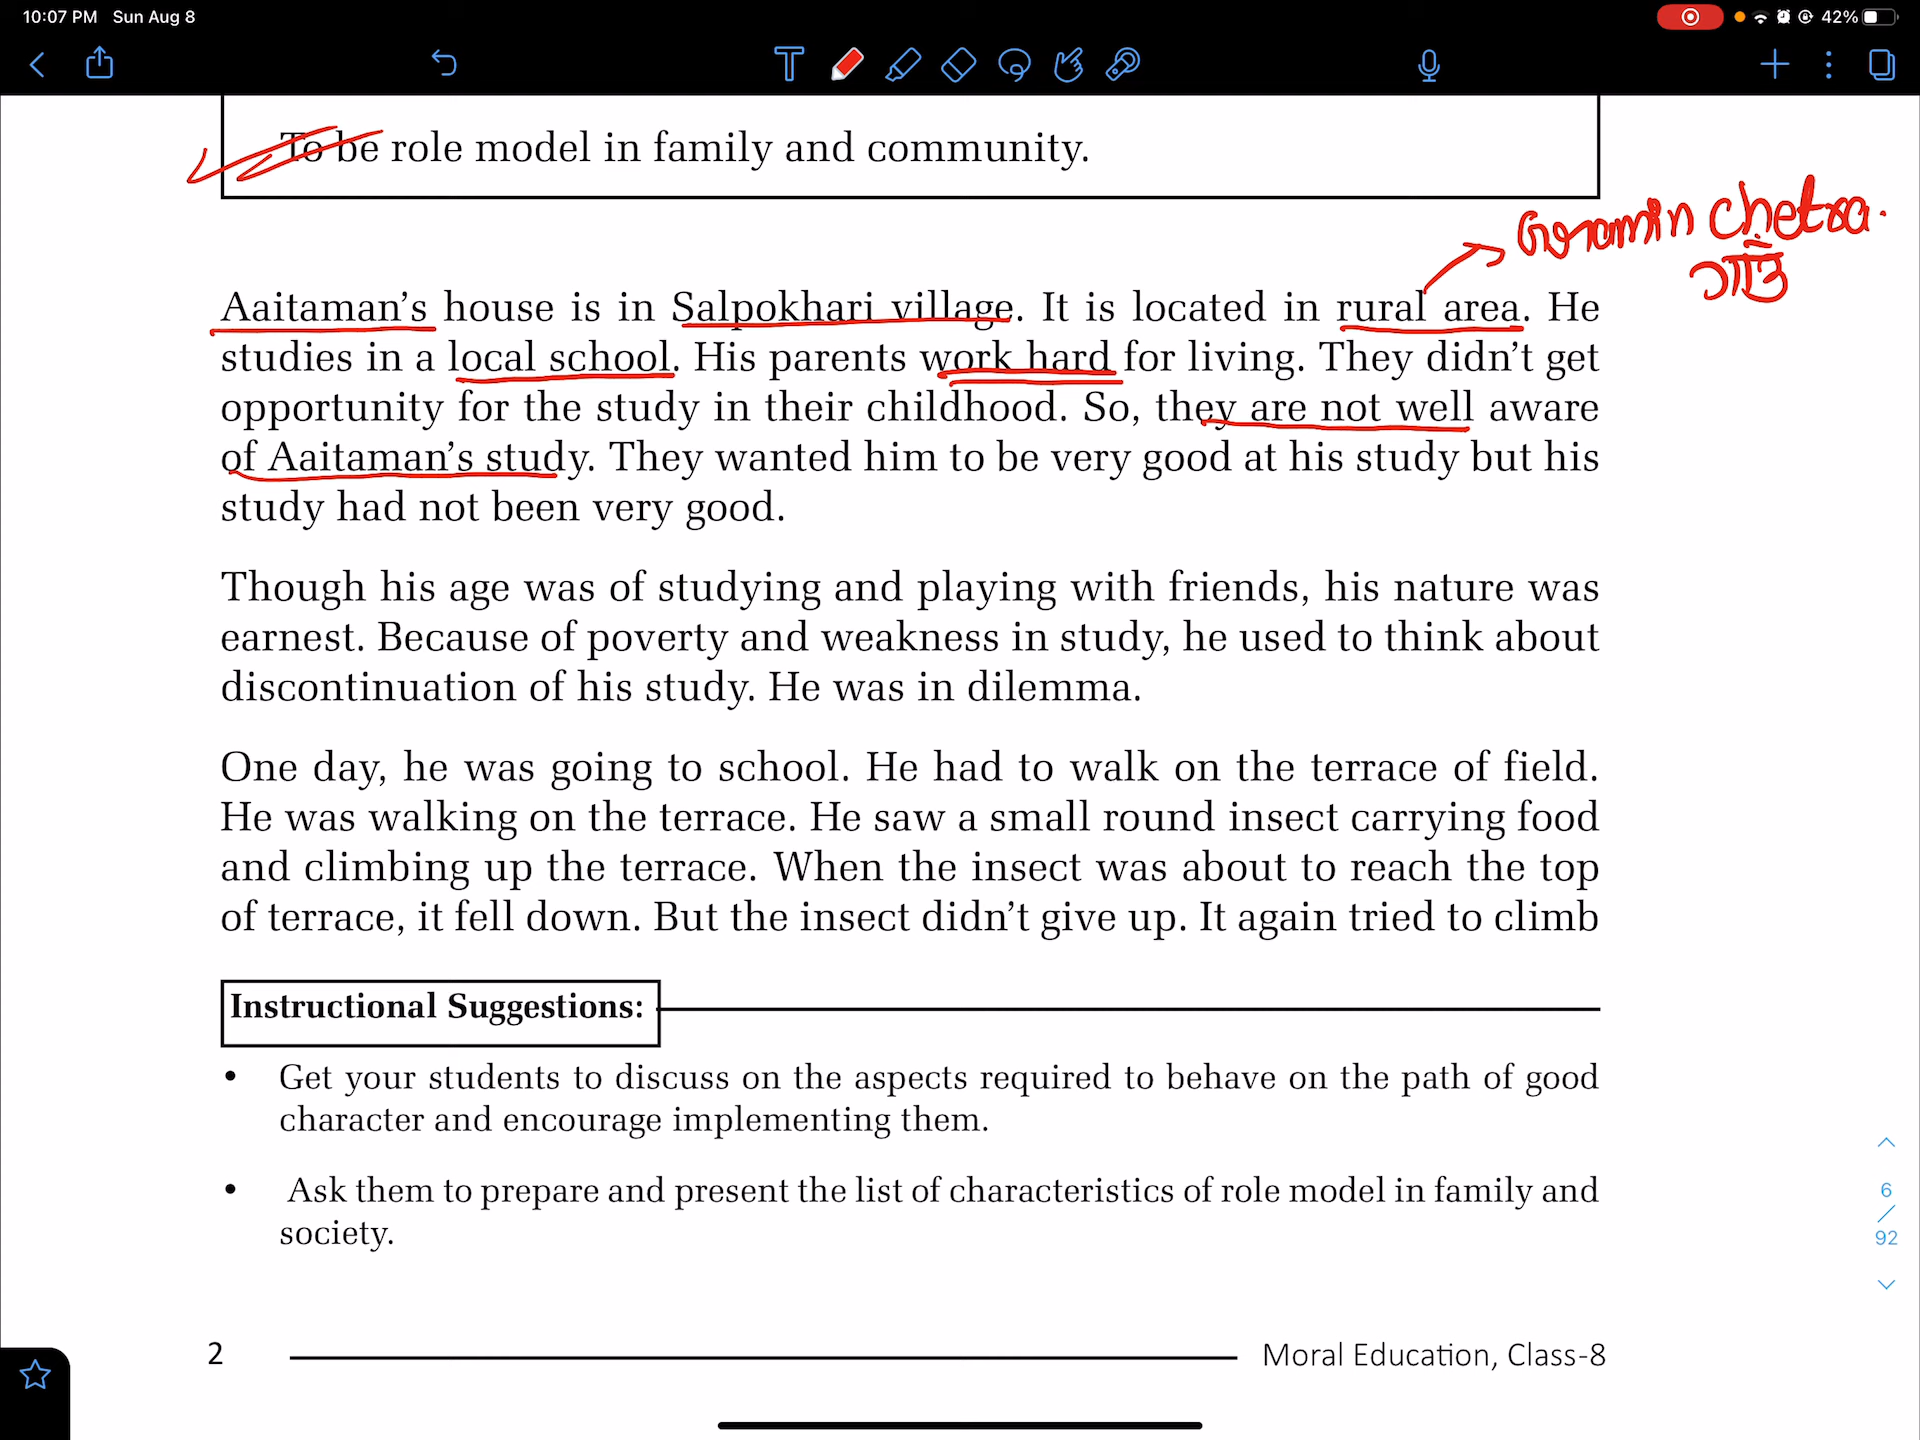 10:07 PM Sun Aug 8
42%
To be role model in family and community.
Gramin Chetra.
गाउँ
Aaitaman’s house is in Salpokhari village. It is located in rural area. He
studies in a local school. His parents work hard for living. They didn’t get
opportunity for the study in their childhood. So, they are not well aware
of Aaitaman’s study. They wanted him to be very good at his study but his
study had not been very good.
Though his age was of studying and playing with friends, his nature was
earnest. Because of poverty and weakness in study, he used to think about
discontinuation of his study. He was in dilemma.
One day, he was going to school. He had to walk on the terrace of field.
He was walking on the terrace. He saw a small round insect carrying food
and climbing up the terrace. When the insect was about to reach the top
of terrace, it fell down. But the insect didn’t give up. It again tried to climb
Instructional Suggestions:
• Get your students to discuss on the aspects required to behave on the path of good
character and encourage implementing them.
• Ask them to prepare and present the list of characteristics of role model in family and
society.
6
/
92
2 Moral Education, Class-8